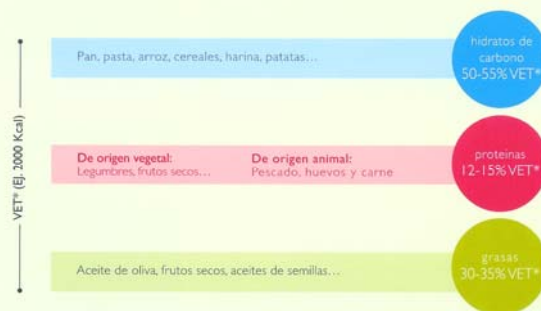 VET* (Ej. 2000 Kcal)
Pan, pasta, arroz, cereales, harina, patatas...
hidratos de
carbono
50-55% VET*
De origen vegetal:
Legumbres, frutos secos...
De origen animal:
Pescado, huevos y carne
proteinas
12-15% VET*
Aceite de oliva, frutos secos, aceites de semillas...
grasas
30-35% VET*